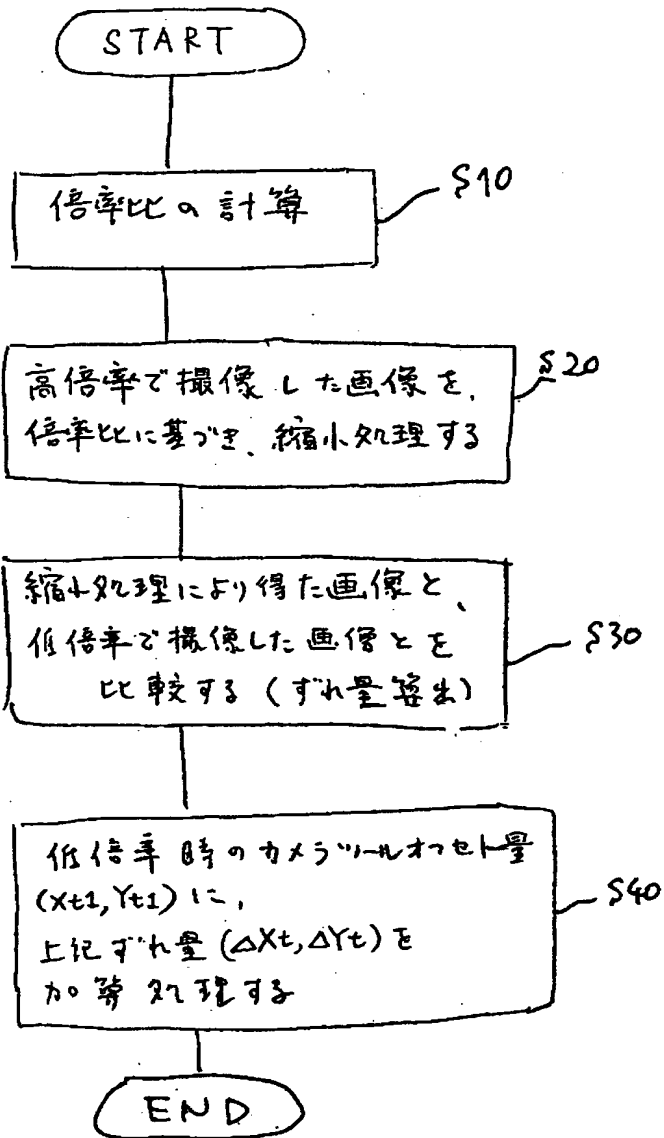 START
倍率比の計算
S10
高倍率で撮像した画像を、
倍率比に基づき、縮小処理する
S20
縮小処理により得た画像と、
低倍率で撮像した画像とを
比較する(ずれ量算出)
S30
低倍率時のカメラツールオフセット量
(Xt1,Yt1)に、
上記ずれ量(ΔXt,ΔYt)を
加算処理する
S40
END